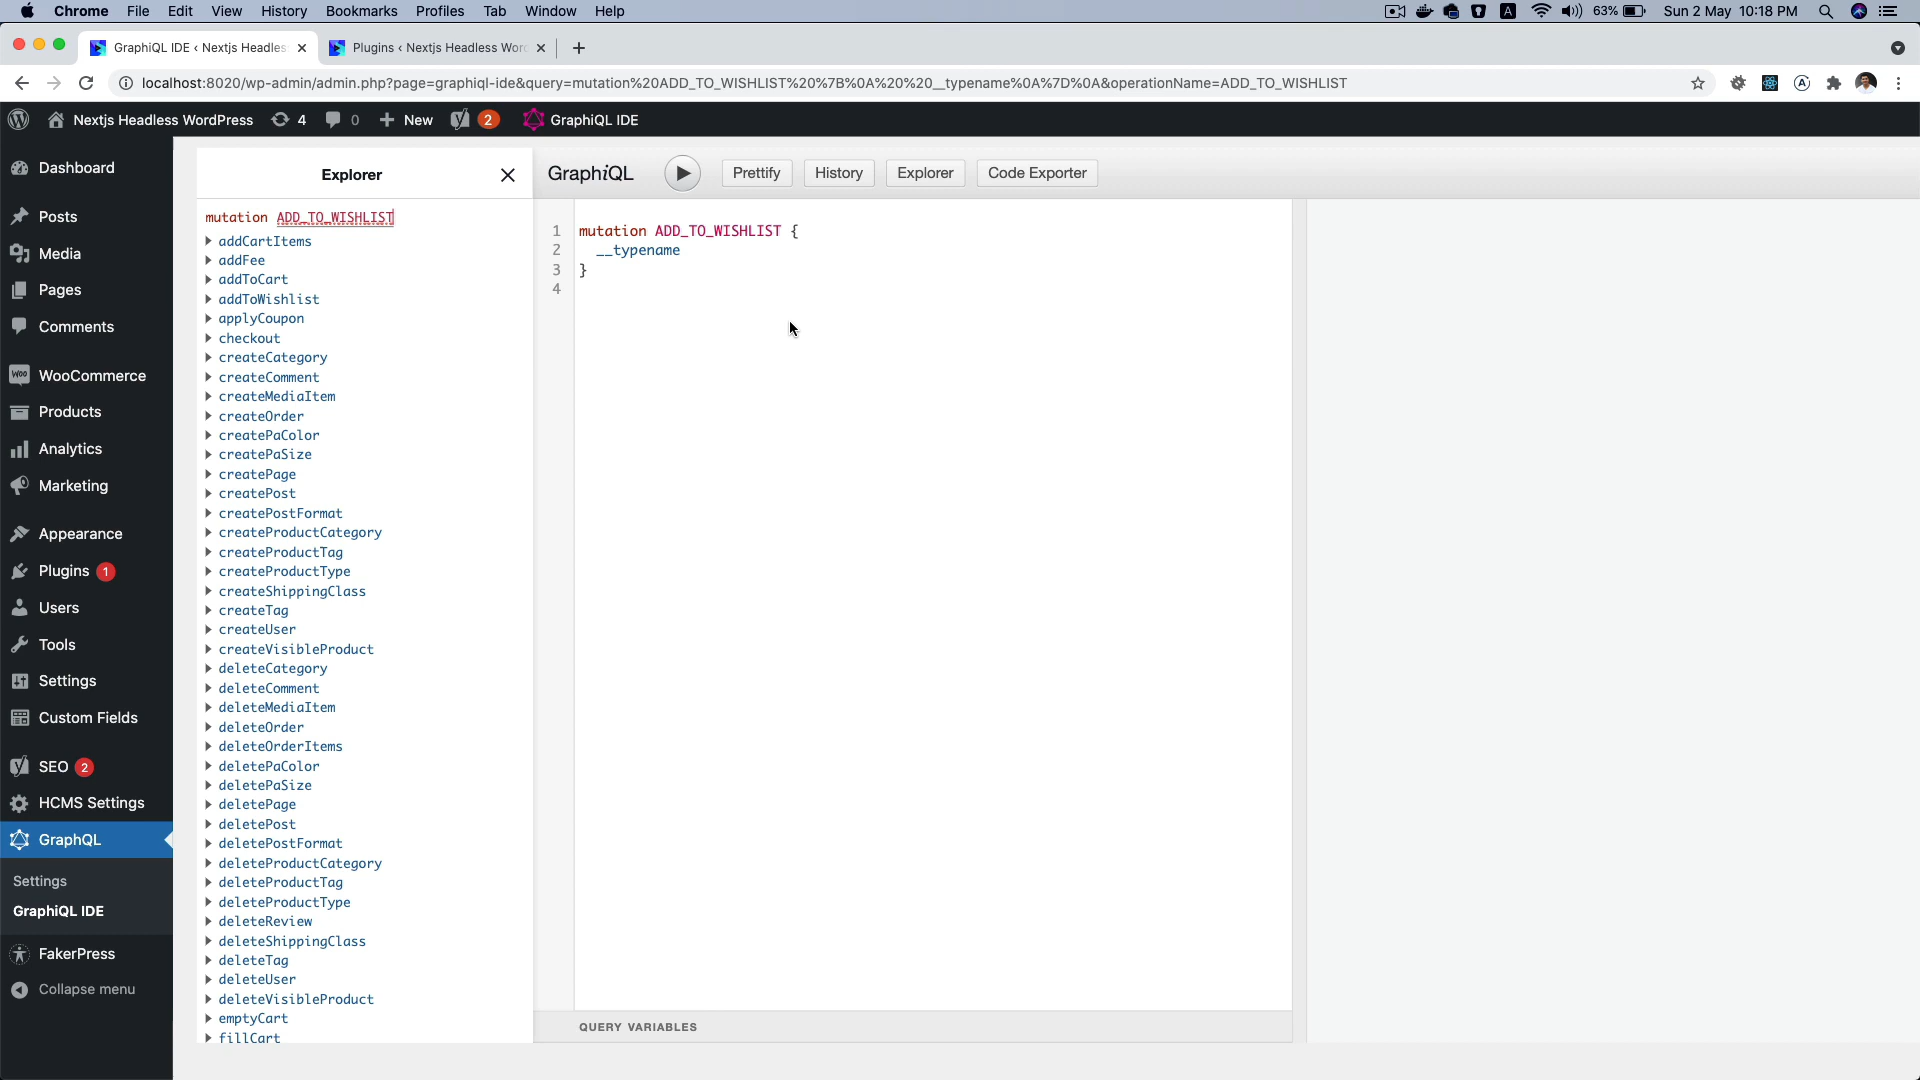 Chrome File Edit View History Bookmarks Profiles Tab Window Help
A 63% Sun 2 May 10:18 PM
GraphiQL IDE ‹ Nextjs Headles
Plugins ‹ Nextjs Headless Wor
localhost:8020/wp-admin/admin.php?page=graphiql-ide&query=mutation%20ADD_TO_WISHLIST%20%7B%0A%20%20__typename%0A%7D%0A&operationName=ADD_TO_WISHLIST
Nextjs Headless WordPress 4 0 New 2 GraphiQL IDE
Dashboard
Posts
Media
Pages
Comments
WooCommerce
Products
Analytics
Marketing
Appearance
Plugins 1
Users
Tools
Settings
Custom Fields
SEO 2
HCMS Settings
GraphQL
Settings
GraphiQL IDE
FakerPress
Collapse menu
Explorer
mutation ADD_TO_WISHLIST
addCartItems
addFee
addToCart
addToWishlist
applyCoupon
checkout
createCategory
createComment
createMediaItem
createOrder
createPaColor
createPaSize
createPage
createPost
createPostFormat
createProductCategory
createProductTag
createProductType
createShippingClass
createTag
createUser
createVisibleProduct
deleteCategory
deleteComment
deleteMediaItem
deleteOrder
deleteOrderItems
deletePaColor
deletePaSize
deletePage
deletePost
deletePostFormat
deleteProductCategory
deleteProductTag
deleteProductType
deleteReview
deleteShippingClass
deleteTag
deleteUser
deleteVisibleProduct
emptyCart
fillCart
GraphiQL Prettify History Explorer Code Exporter
1 mutation ADD_TO_WISHLIST {
2 __typename
3 }
4
QUERY VARIABLES